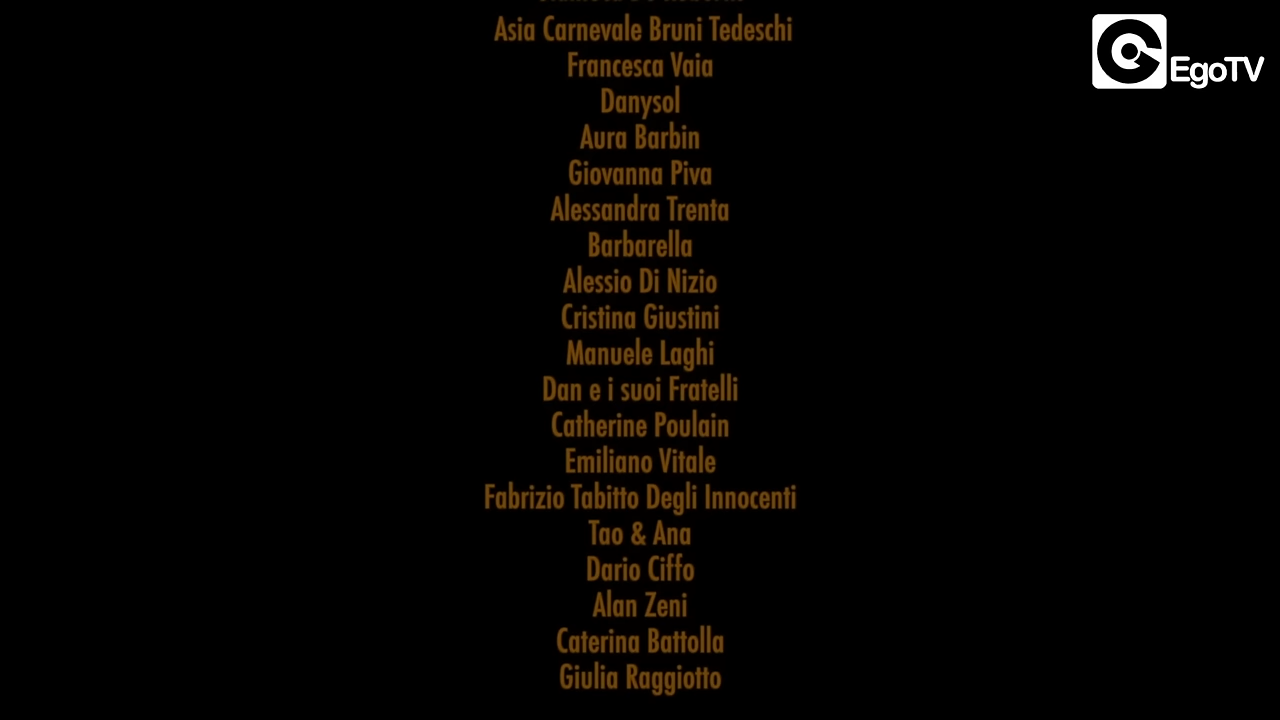 Asia Carnevale Bruni Tedeschi
Francesca Vaia
Danysol
Aura Barbin
Giovanna Piva
Alessandra Trenta
Barbarella
Alessio Di Nizio
Cristina Giustini
Manuele Laghi
Dan e i suoi Fratelli
Catherine Poulain
Emiliano Vitale
Fabrizio Tabitto Degli Innocenti
Tao & Ana
Dario Ciffo
Alan Zeni
Caterina Battolla
Giulia Raggiotto
EgoTV